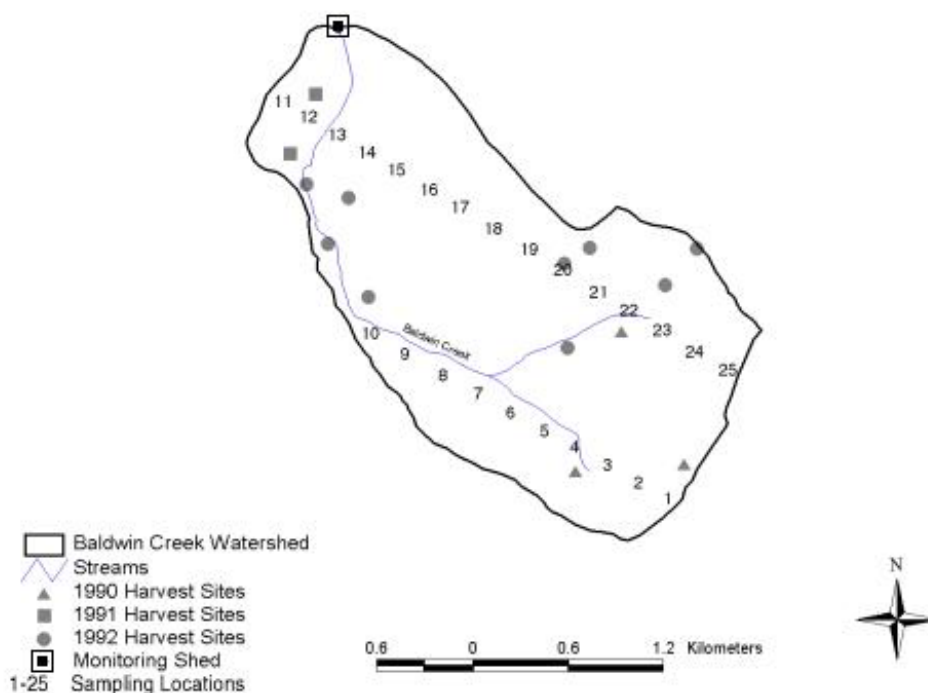 11
12
13
14
15
16
17
18
19
20
21
22
23
24
25
10
Baldwin Creek
9
8
7
6
5
4
3
2
1
Baldwin Creek Watershed
Streams
1990 Harvest Sites
1991 Harvest Sites
1992 Harvest Sites
Monitoring Shed
1-25 Sampling Locations
0.6 0 0.6 1.2 Kilometers
N